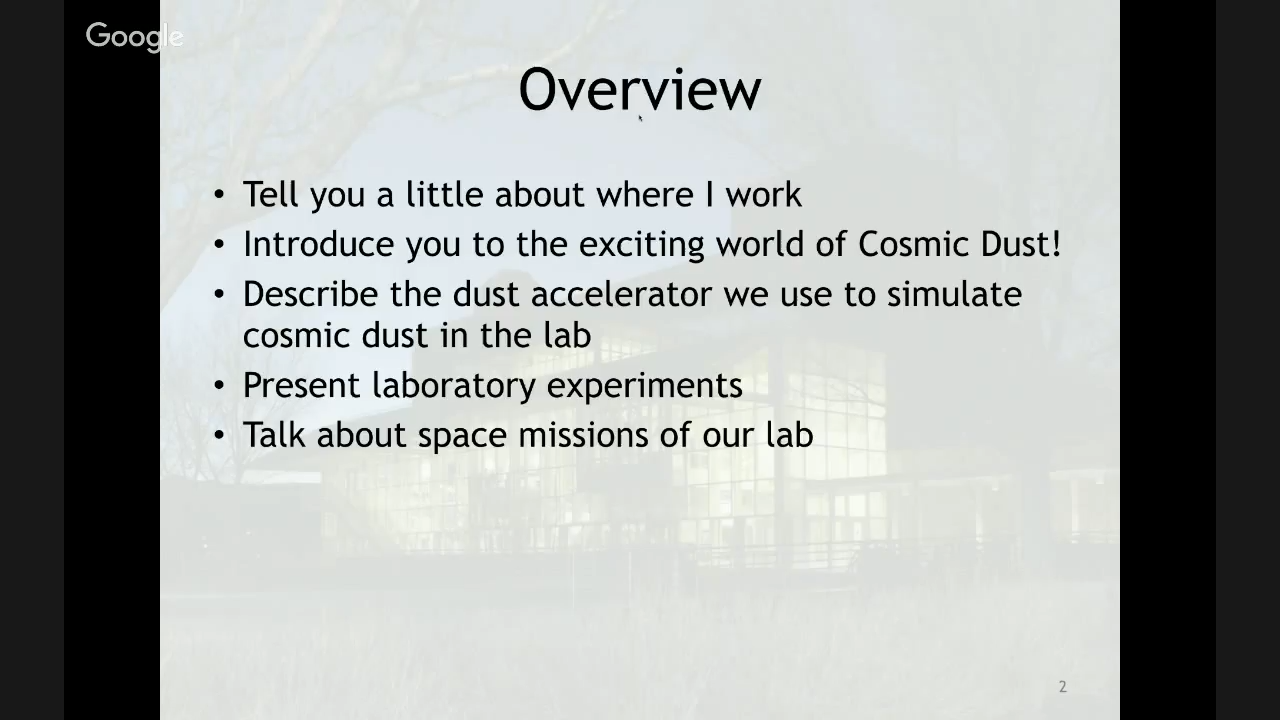 Google
Overview
• Tell you a little about where I work
• Introduce you to the exciting world of Cosmic Dust!
• Describe the dust accelerator we use to simulate
cosmic dust in the lab
• Present laboratory experiments
• Talk about space missions of our lab
2